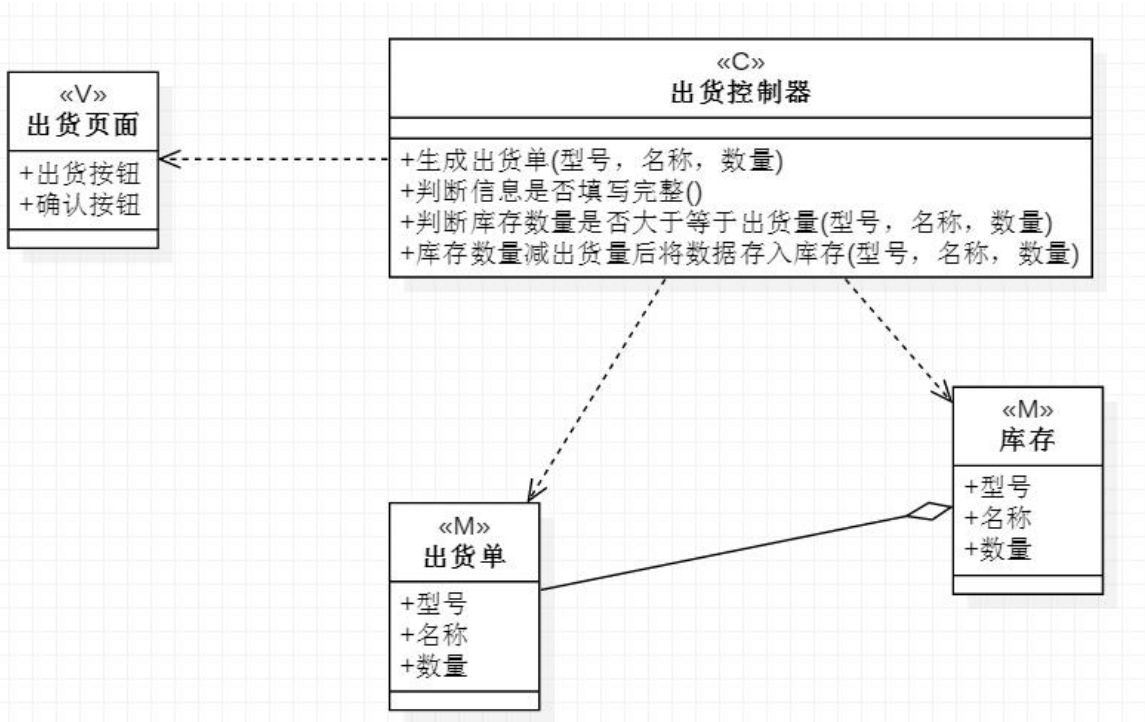 «V»
出货页面
+出货按钮
+确认按钮
«C»
出货控制器
+生成出货单(型号，名称，数量)
+判断信息是否填写完整()
+判断库存数量是否大于等于出货量(型号，名称，数量)
+库存数量减出货量后将数据存入库存(型号，名称，数量)
«M»
库存
+型号
+名称
+数量
«M»
出货单
+型号
+名称
+数量